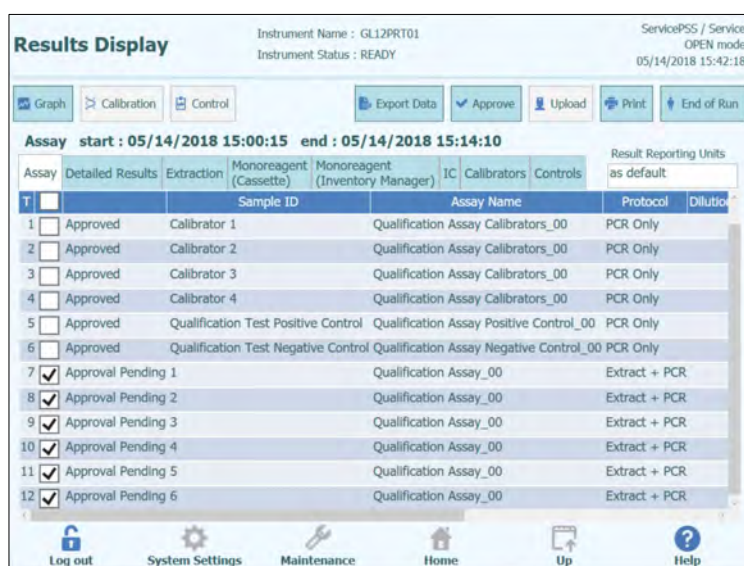 Results Display
Instrument Name : GL12PRT01
Instrument Status : READY
ServicePSS / Service
OPEN mode
05/14/2018 15:42:18
Graph Calibration Control Export Data Approve Upload Print End of Run
Assay start : 05/14/2018 15:00:15 end : 05/14/2018 15:14:10
Result Reporting Units
as default
Assay Detailed Results Extraction Monoreagent (Cassette) Monoreagent (Inventory Manager) IC Calibrators Controls
T Sample ID Assay Name Protocol Dilution
1 Approved Calibrator 1 Qualification Assay Calibrators_00 PCR Only
2 Approved Calibrator 2 Qualification Assay Calibrators_00 PCR Only
3 Approved Calibrator 3 Qualification Assay Calibrators_00 PCR Only
4 Approved Calibrator 4 Qualification Assay Calibrators_00 PCR Only
5 Approved Qualification Test Positive Control Qualification Assay Positive Control_00 PCR Only
6 Approved Qualification Test Negative Control Qualification Assay Negative Control_00 PCR Only
7 Approval Pending 1 Qualification Assay_00 Extract + PCR
8 Approval Pending 2 Qualification Assay_00 Extract + PCR
9 Approval Pending 3 Qualification Assay_00 Extract + PCR
10 Approval Pending 4 Qualification Assay_00 Extract + PCR
11 Approval Pending 5 Qualification Assay_00 Extract + PCR
12 Approval Pending 6 Qualification Assay_00 Extract + PCR
Log out System Settings Maintenance Home Up Help